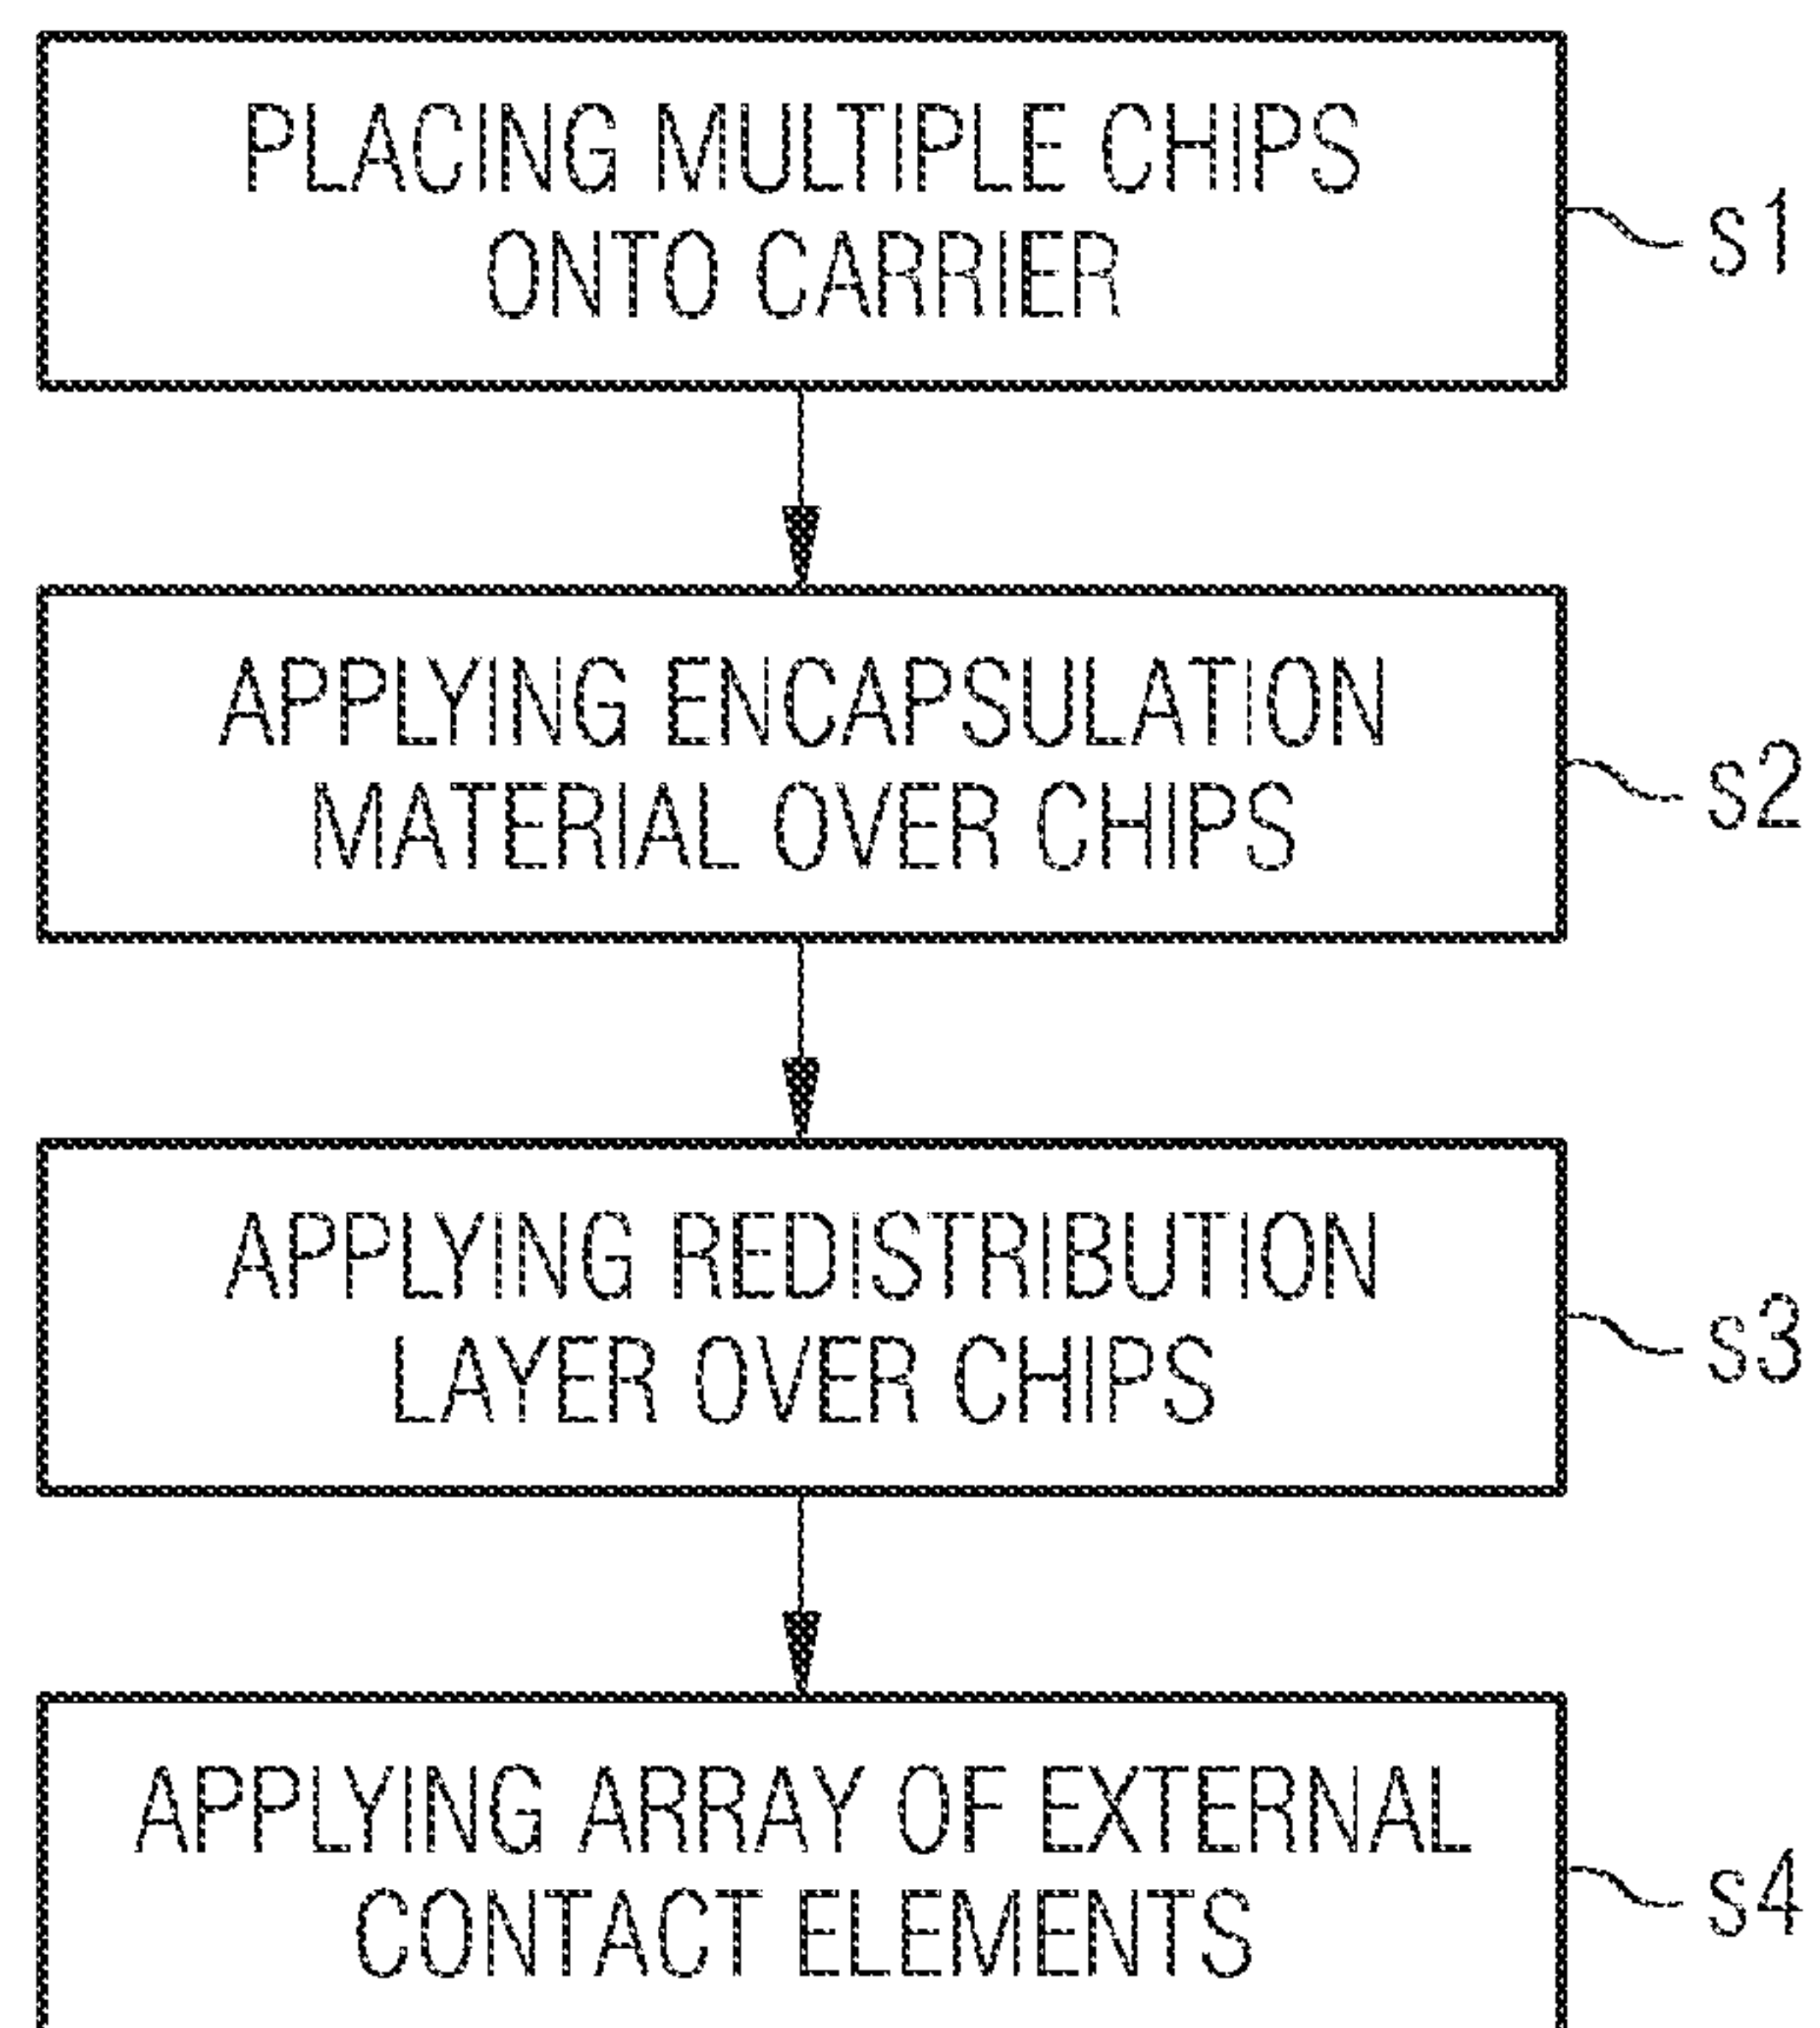 PLACING MULTIPLE CHIPS
ONTO CARRIER
s1
APPLYING ENCAPSULATION
MATERIAL OVER CHIPS
s2
APPLYING REDISTRIBUTION
LAYER OVER CHIPS
s3
APPLYING ARRAY OF EXTERNAL
CONTACT ELEMENTS
s4